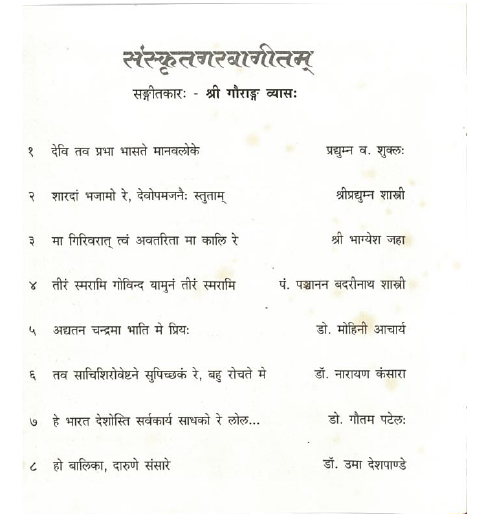 संस्कृतगरबागीतम्
सङ्गीतकारः - श्री गौराङ्ग व्यासः
१ देवि तव प्रभा भासते मानवलोके प्रद्युम्न व. शुक्लः
२ शारदां भजामो रे, देवोपमजनैः स्तुताम् श्रीप्रद्युम्न शास्त्री
३ मा गिरिवरात् त्वं अवतरिता मा कालि रे श्री भाग्येश जहा
४ तीरं स्मरामि गोविन्द यामुनं तीरं स्मरामि पं. पञ्चानन बदरीनाथ शास्त्री
५ अद्यतन चन्द्रमा भाति मे प्रियः डो. मोहिनी आचार्य
६ तव साचिशिरोवेष्टने सुपिच्छकं रे, बहु रोचते मे डॉ. नारायण कंसारा
७ हे भारत देशोस्ति सर्वकार्य साधको रे लोल... डो. गौतम पटेलः
८ हो बालिका, दारुणे संसारे डॉ. उमा देशपाण्डे